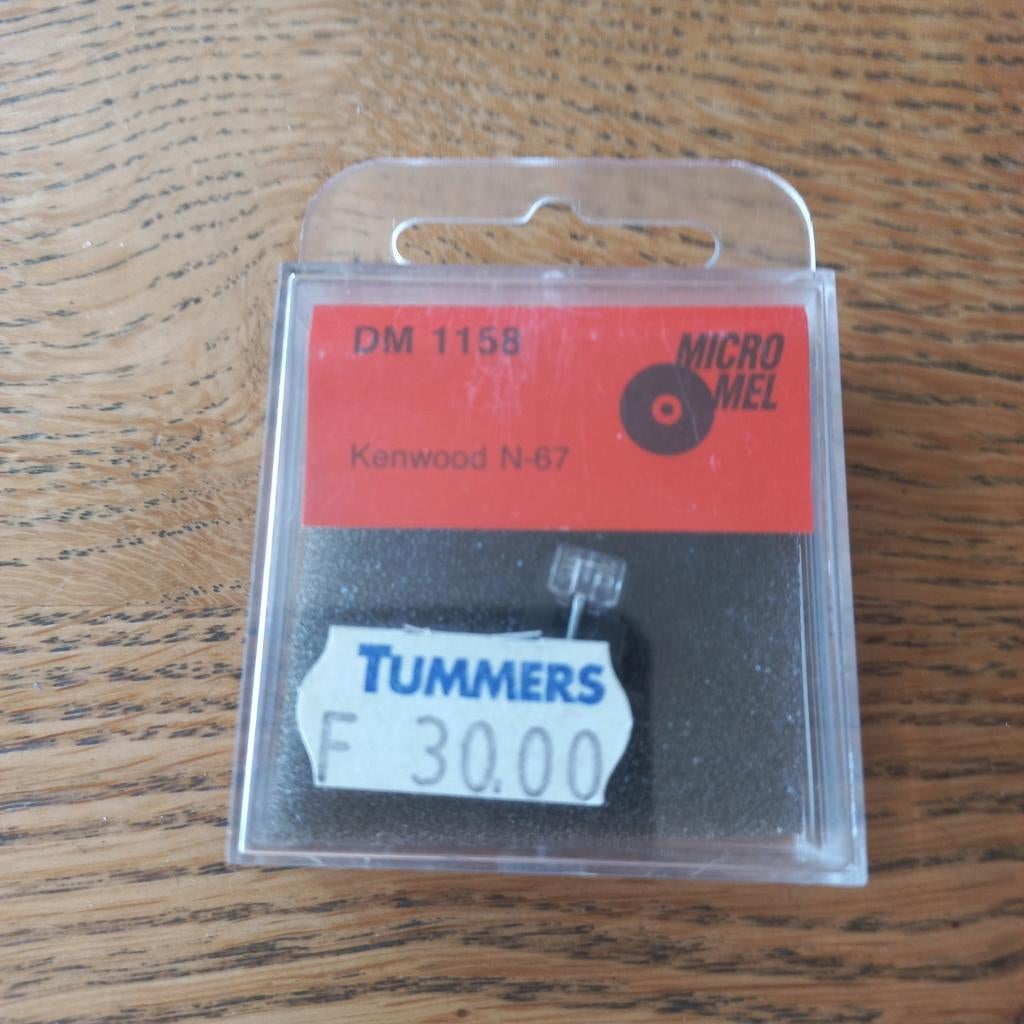 DM 1158
MICRO
MEL
Kenwood N-67
TUMMERS
F 30.00